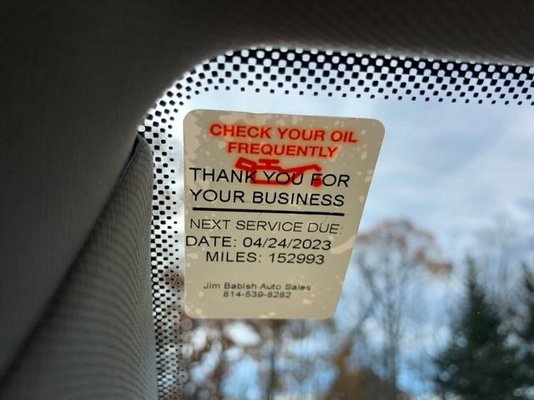 CHECK YOUR OIL
FREQUENTLY
THANK YOU FOR
YOUR BUSINESS
NEXT SERVICE DUE:
DATE: 04/24/2023
MILES: 152993
Jim Babish Auto Sales
814-539-8282